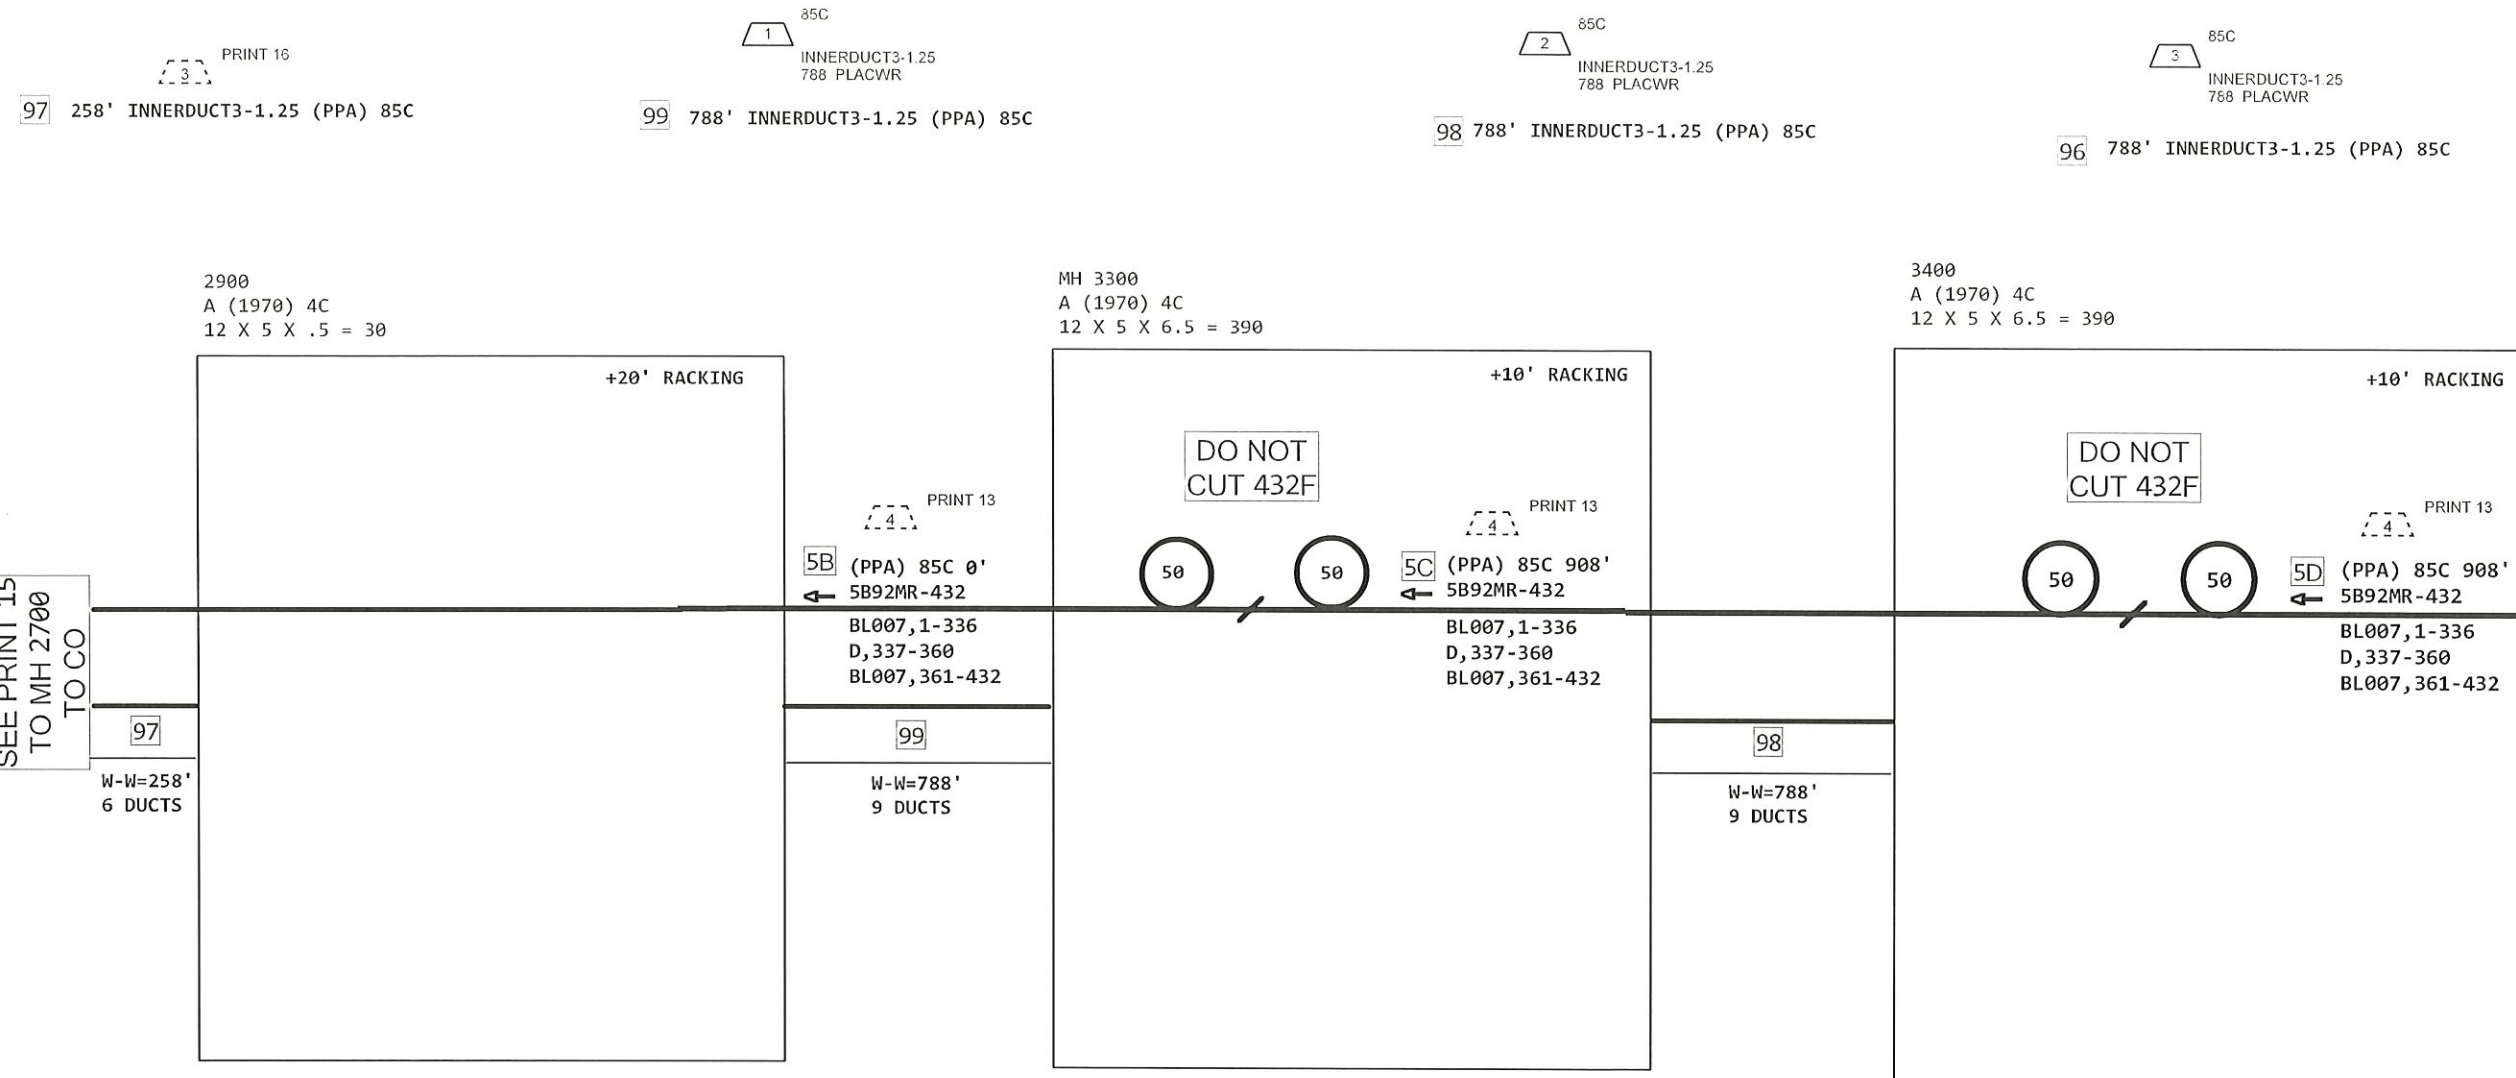 3
PRINT 16
97 258' INNERDUCT3-1.25 (PPA) 85C
1
85C
INNERDUCT3-1.25
788 PLACWR
99 788' INNERDUCT3-1.25 (PPA) 85C
2
85C
INNERDUCT3-1.25
788 PLACWR
98 788' INNERDUCT3-1.25 (PPA) 85C
3
85C
INNERDUCT3-1.25
788 PLACWR
96 788' INNERDUCT3-1.25 (PPA) 85C
SEE PRINT 15
TO MH 2700
TO CO
97
W-W=258'
6 DUCTS
2900
A (1970) 4C
12 X 5 X .5 = 30
+20' RACKING
4
PRINT 13
5B (PPA) 85C 0'
5B92MR-432
BL007,1-336
D,337-360
BL007,361-432
99
W-W=788'
9 DUCTS
MH 3300
A (1970) 4C
12 X 5 X 6.5 = 390
+10' RACKING
DO NOT
CUT 432F
50
50
4
PRINT 13
5C (PPA) 85C 908'
5B92MR-432
BL007,1-336
D,337-360
BL007,361-432
98
W-W=788'
9 DUCTS
3400
A (1970) 4C
12 X 5 X 6.5 = 390
+10' RACKING
DO NOT
CUT 432F
50
50
4
PRINT 13
5D (PPA) 85C 908'
5B92MR-432
BL007,1-336
D,337-360
BL007,361-432